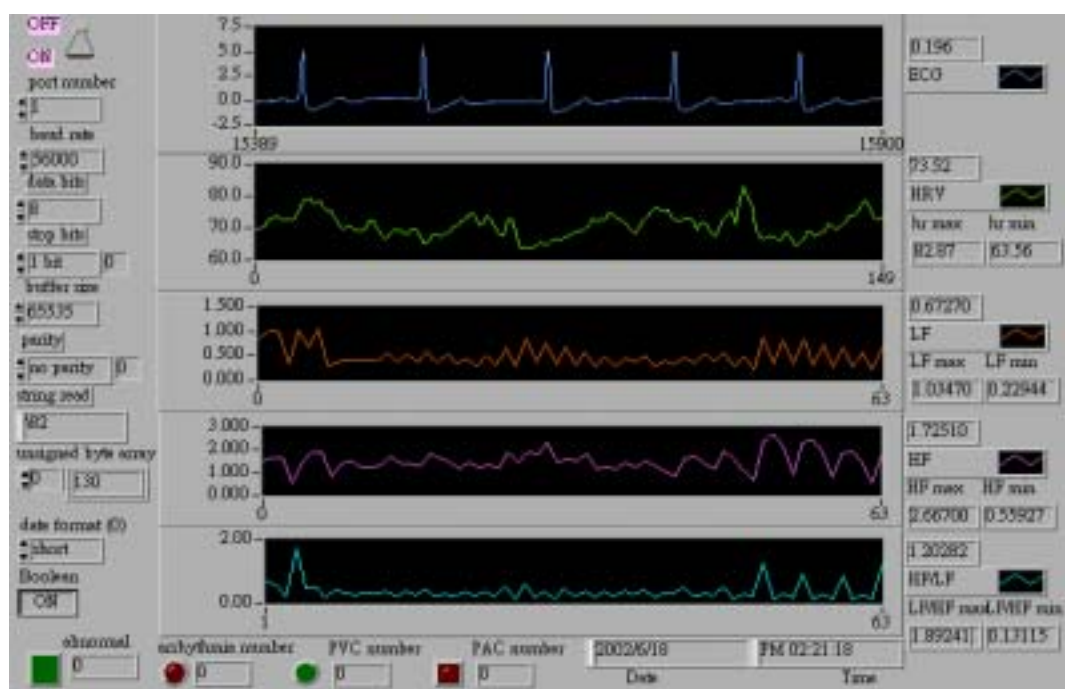 OFF
ON
port number
1
baud rate
56000
data bits
8
stop bits
1 bit 0
buffer size
65535
parity
no parity 0
string read
\82
unsigned byte array
0 130
date format (0)
short
Boolean
ON
abnormal
0
7.5
5.0
2.5
0.0
-2.5
15389 15900
0.196
ECG
90.0
80.0
70.0
60.0
0 149
73.52
HRV
hr max hr min
82.87 63.56
1.500
1.000
0.500
0.000
0 63
0.67270
LF
LF max LF min
1.03470 0.22944
3.000
2.000
1.000
0.000
0 63
1.72510
HF
HF max HF min
2.66700 0.55927
2.00
0.00
1 63
1.20282
HF/LF
LF/HF max LF/HF min
1.89241 0.13115
arrhythmia number
0
PVC number
0
PAC number
0
2002/6/18
Date
PM 02:21:18
Time